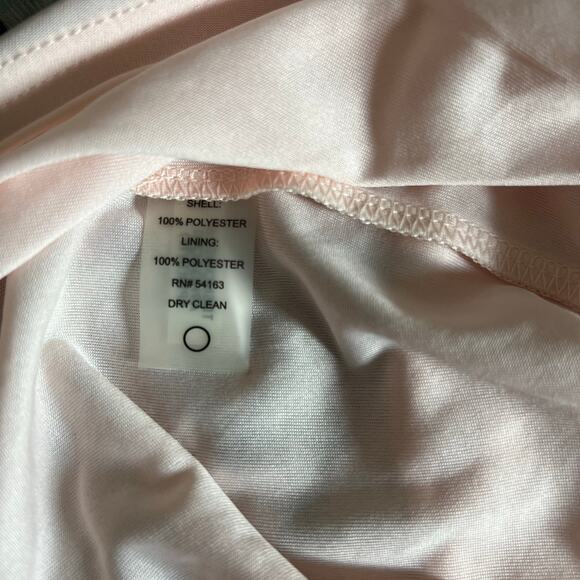 SHELL:
100% POLYESTER
LINING:
100% POLYESTER
RN# 54163
DRY CLEAN